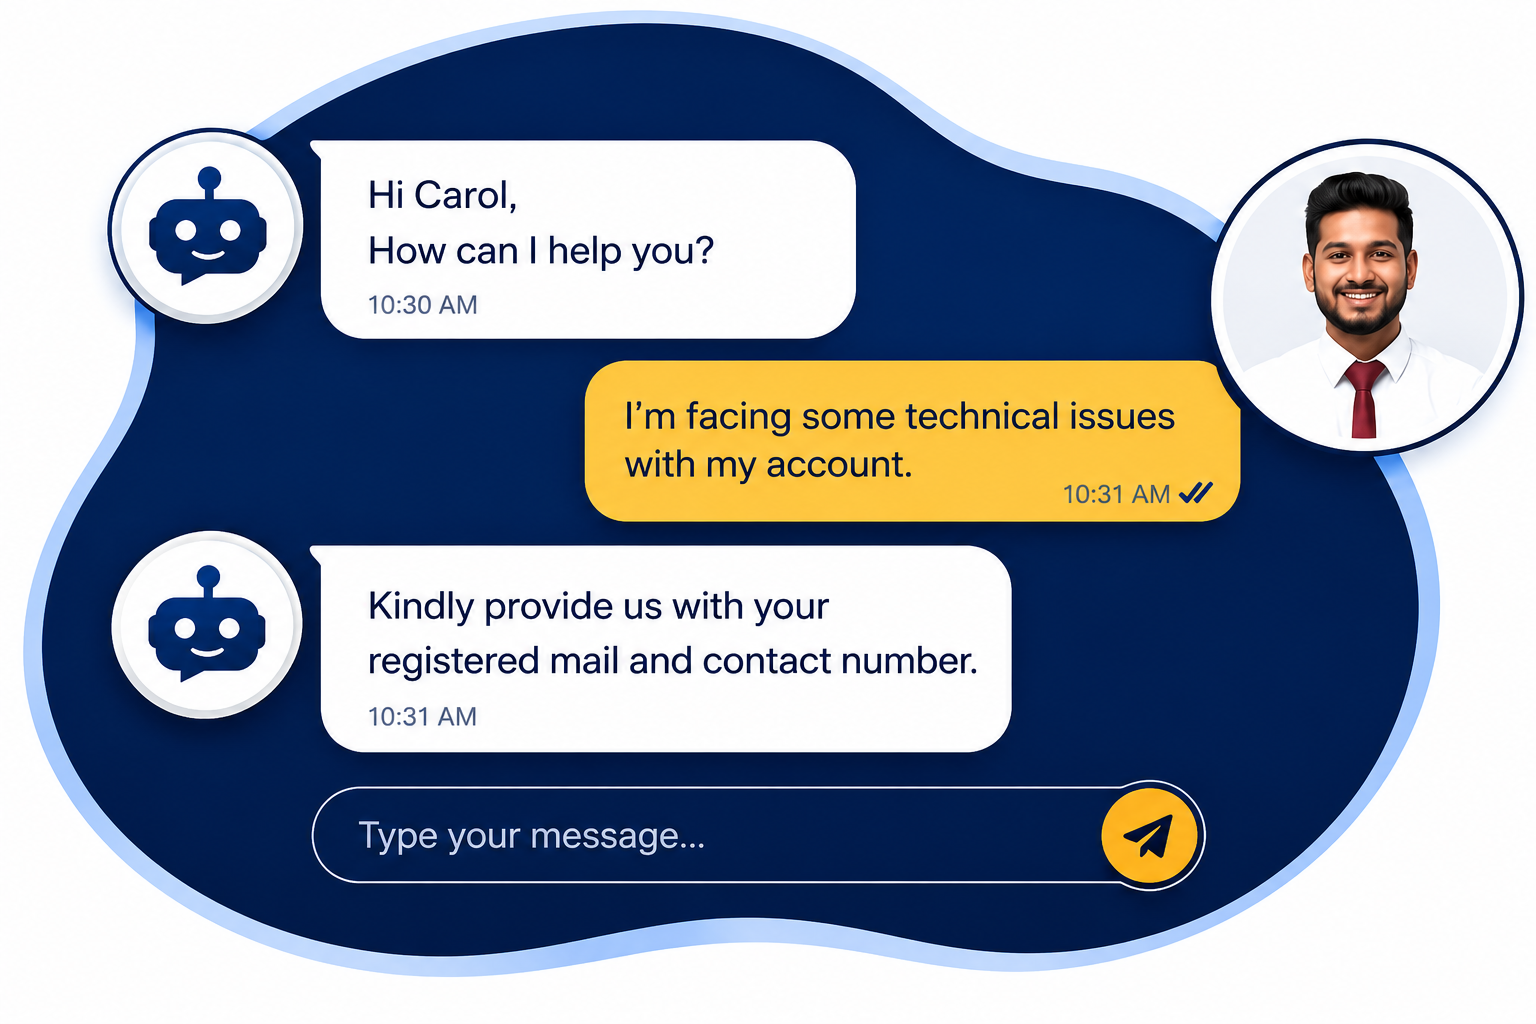 Hi Carol,
How can I help you?
10:30 AM
I’m facing some technical issues
with my account.
10:31 AM
Kindly provide us with your
registered mail and contact number.
10:31 AM
Type your message...